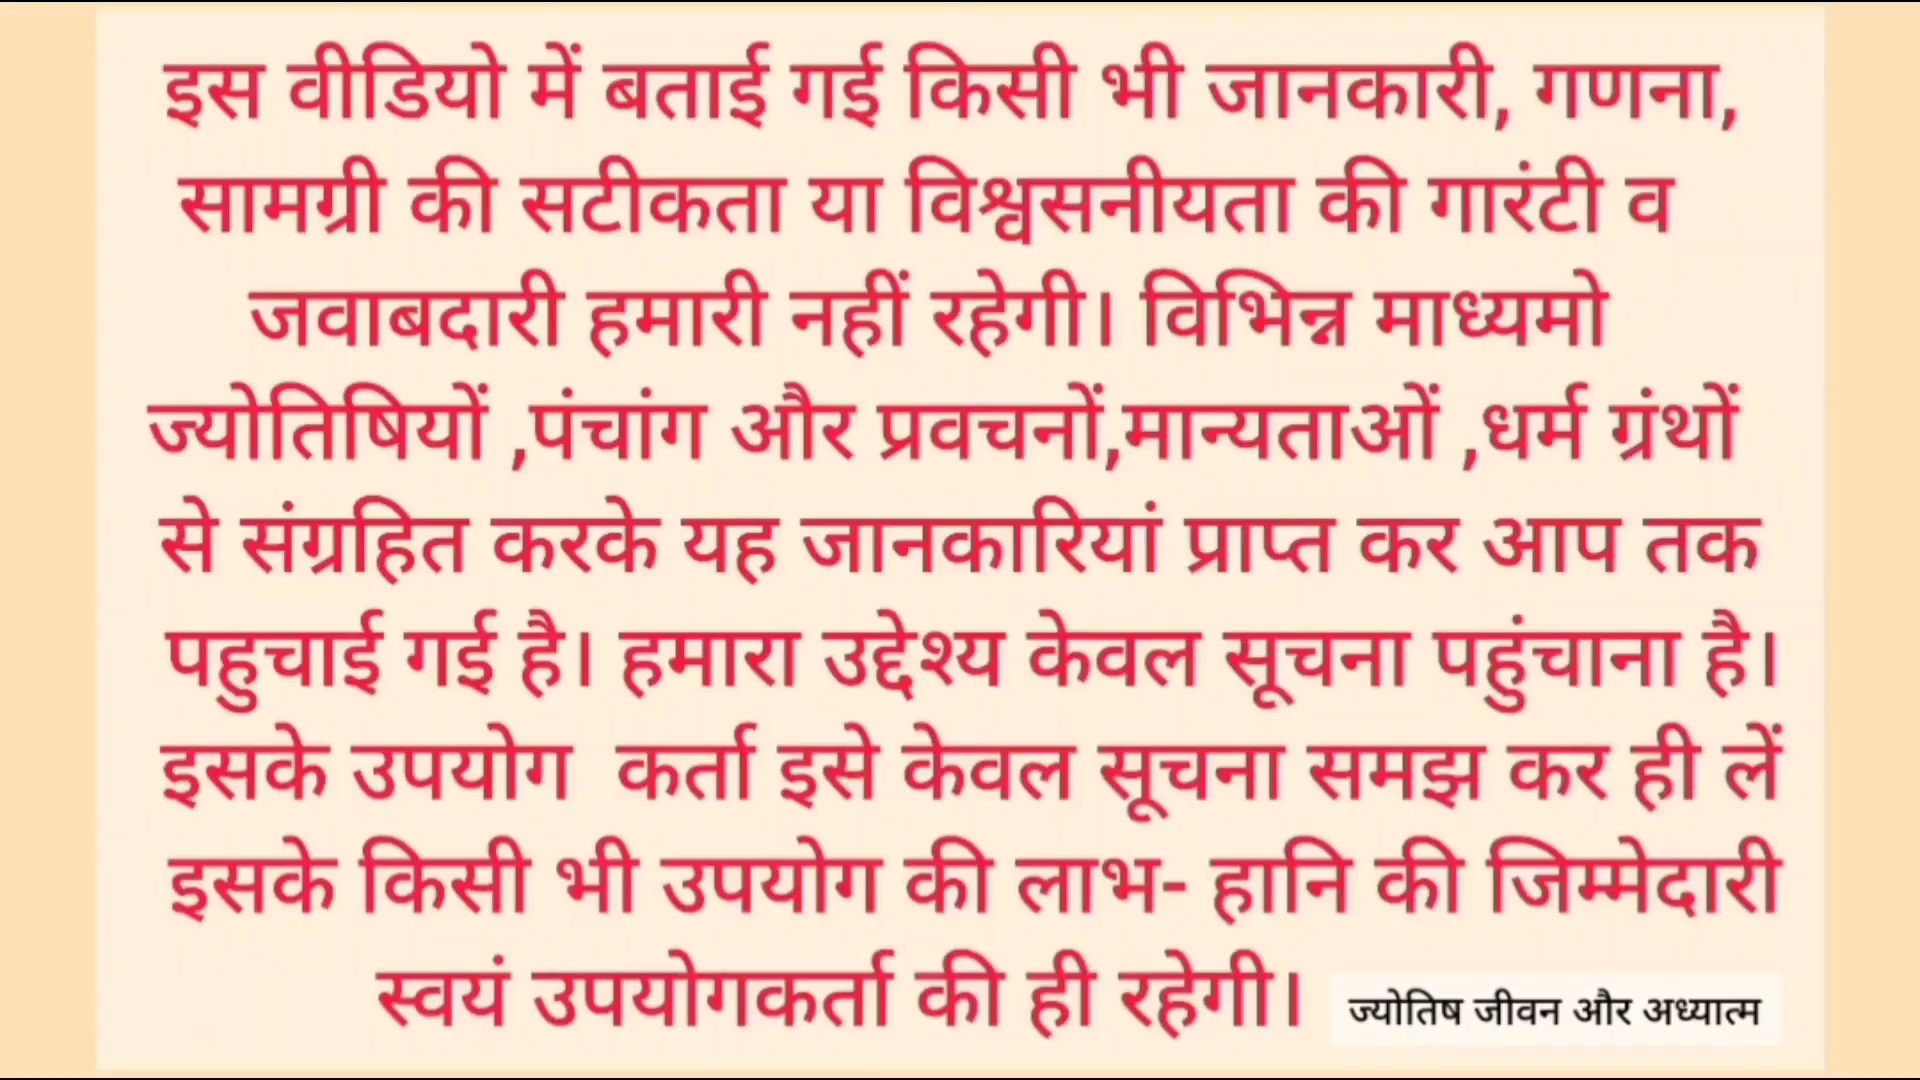 इस वीडियो में बताई गई किसी भी जानकारी, गणना,
सामग्री की सटीकता या विश्वसनीयता की गारंटी व
जवाबदारी हमारी नहीं रहेगी। विभिन्न माध्यमो
ज्योतिषियों ,पंचांग और प्रवचनों,मान्यताओं ,धर्म ग्रंथों
से संग्रहित करके यह जानकारियां प्राप्त कर आप तक
पहुचाई गई है। हमारा उद्देश्य केवल सूचना पहुंचाना है।
इसके उपयोग  कर्ता इसे केवल सूचना समझ कर ही लें
इसके किसी भी उपयोग की लाभ- हानि की जिम्मेदारी
स्वयं उपयोगकर्ता की ही रहेगी।
ज्योतिष जीवन और अध्यात्म